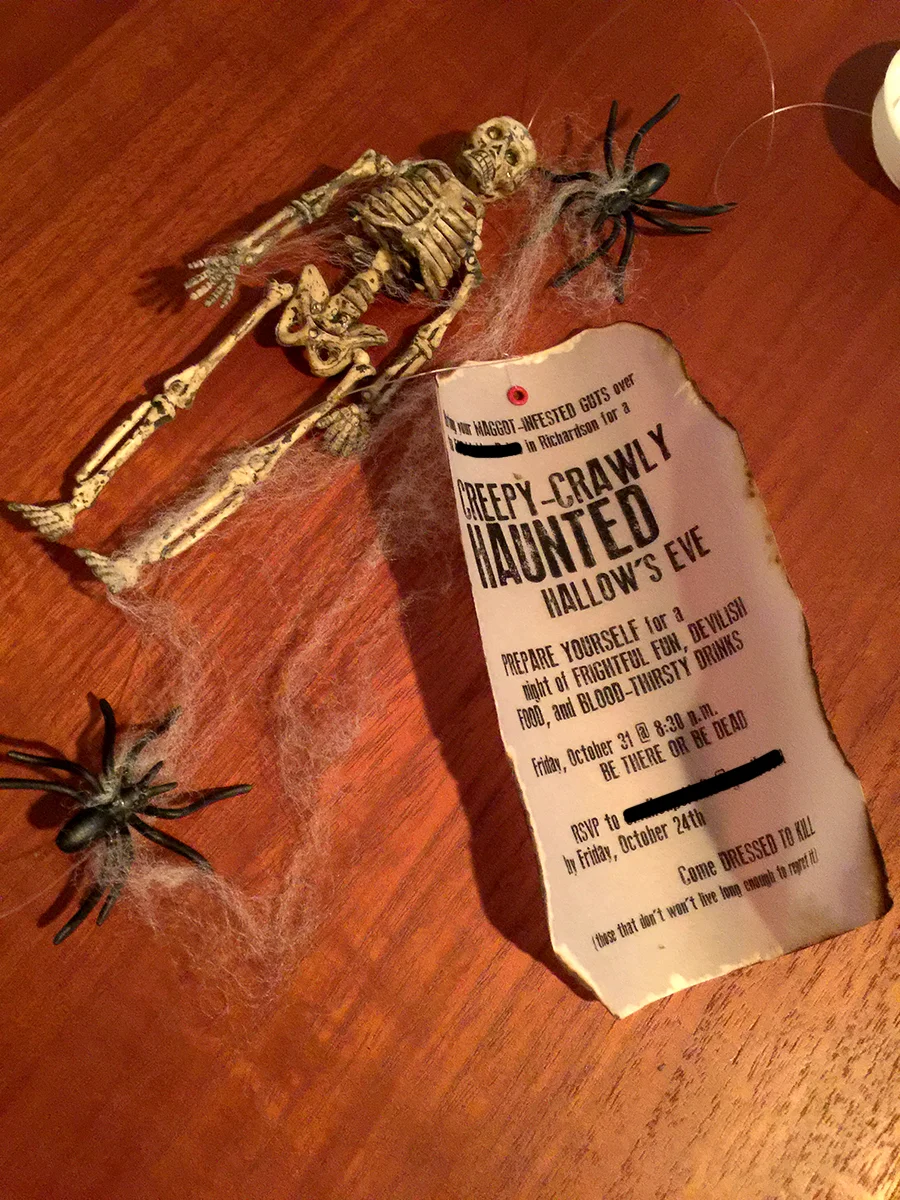 your MAGGOT-INFESTED GUTS over
in Richardson for a
CREEPY-CRAWLY
HAUNTED
HALLOW'S EVE
PREPARE YOURSELF for a
night of FRIGHTFUL FUN, DEVILISH
FOOD, and BLOOD-THIRSTY DRINKS
Friday, October 31 @ 8:30 p.m.
BE THERE OR BE DEAD
RSVP to
by Friday, October 24th
Come DRESSED TO KILL
(those that don't won't live long enough to regret it)